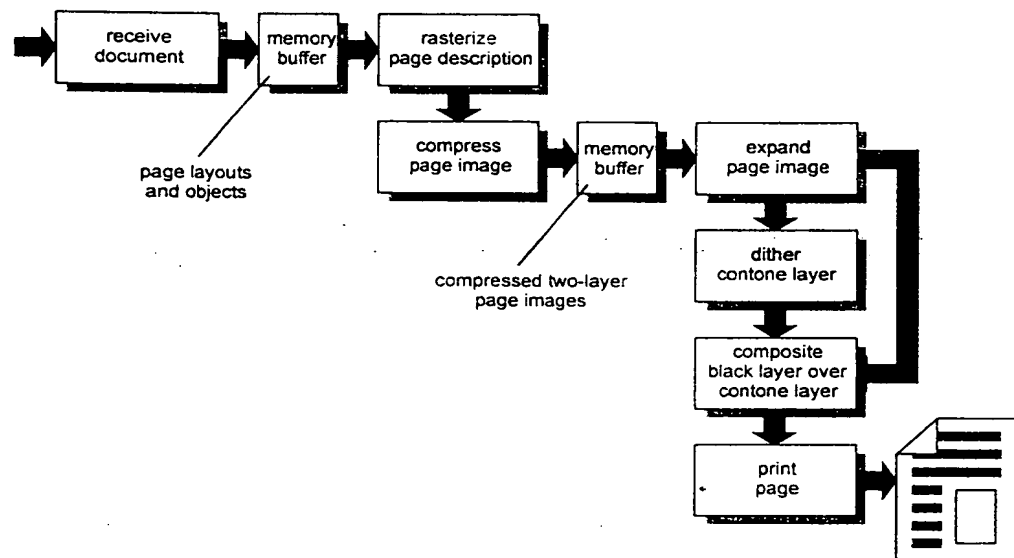 receive
document
memory
buffer
rasterize
page description
page layouts
and objects
compress
page image
memory
buffer
expand
page image
compressed two-layer
page images
dither
contone layer
composite
black layer over
contone layer
print
page